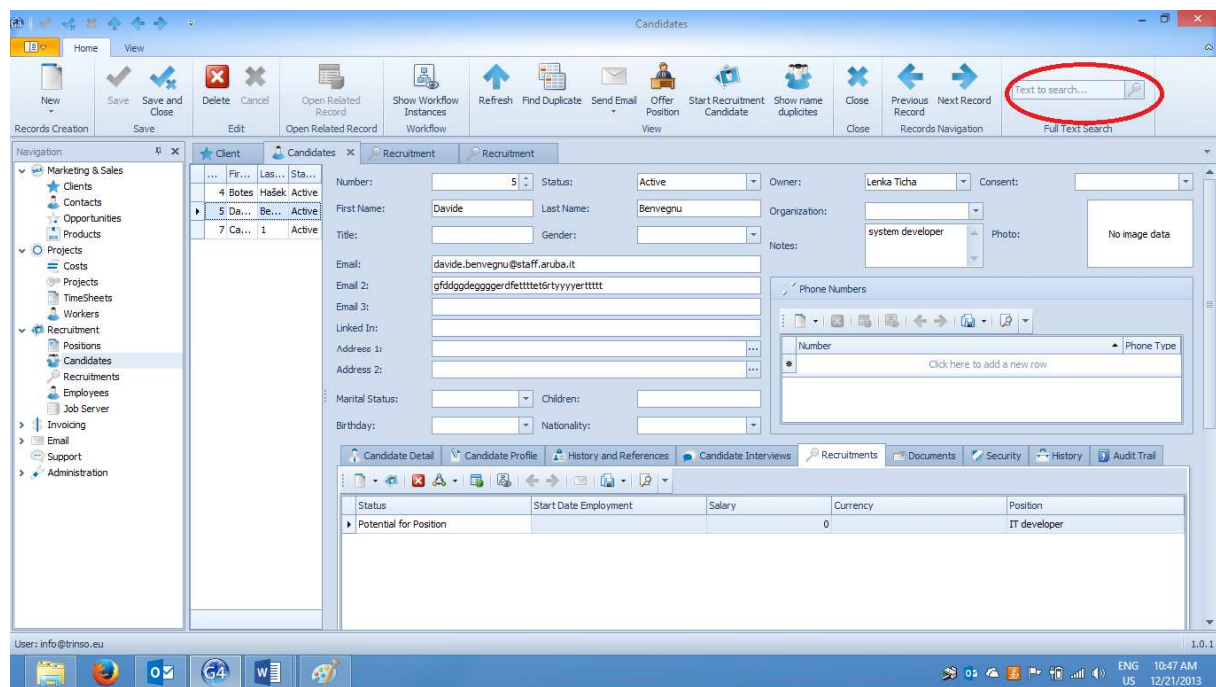 Candidates
Home View
New Save Save and Close Delete Cancel Open Related Record Show Workflow Instances Refresh Find Duplicate Send Email Offer Position Start Recruitment Candidate Show name duplicites Close Previous Record Next Record Text to search...
Records Creation Save Edit Open Related Record Workflow View Close Records Navigation Full Text Search
Navigation
Marketing & Sales
Clients
Contacts
Opportunities
Products
Projects
Costs
Projects
TimeSheets
Workers
Recruitment
Positions
Candidates
Recruitments
Employees
Job Server
Invoicing
Email
Support
Administration
Client Candidates Recruitment Recruitment
... Fir... Las... Sta...
4 Botes Hašek Active
5 Da... Be... Active
7 Ca... 1 Active
Number: 5 Status: Active Owner: Lenka Ticha Consent:
First Name: Davide Last Name: Benvegnu Organization:
Title: Gender: Notes: system developer Photo: No image data
Email: davide.benvegnu@staff.aruba.it
Email 2:
Email 3:
Linked In:
Address 1:
Address 2:
Marital Status: Children:
Birthday: Nationality:
Phone Numbers
Number Phone Type
Click here to add a new row
Candidate Detail Candidate Profile History and References Candidate Interviews Recruitments Documents Security History Audit Trail
Status Start Date Employment Salary Currency Position
Potential for Position 0 IT developer
User: info@trinso.eu 1.0.1
G4
ENG 10:47 AM
US 12/21/2013